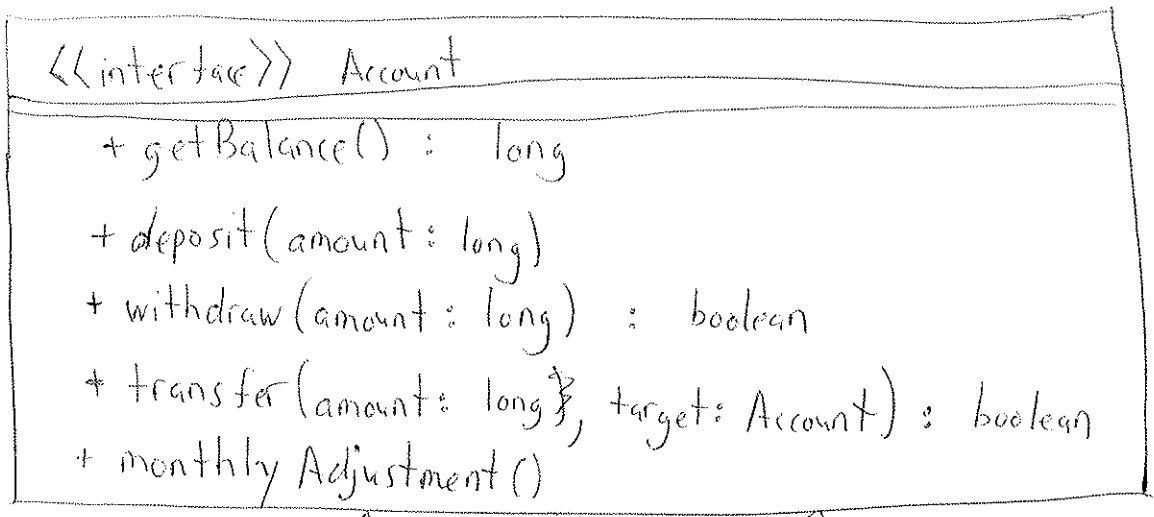 <<interface>> Account
+ getBalance() : long
+ deposit(amount: long)
+ withdraw(amount: long) : boolean
+ transfer(amount: long, target: Account) : boolean
+ monthlyAdjustment()